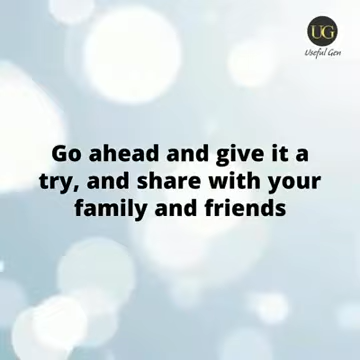 UG
Useful Gen
Go ahead and give it a
try, and share with your
family and friends